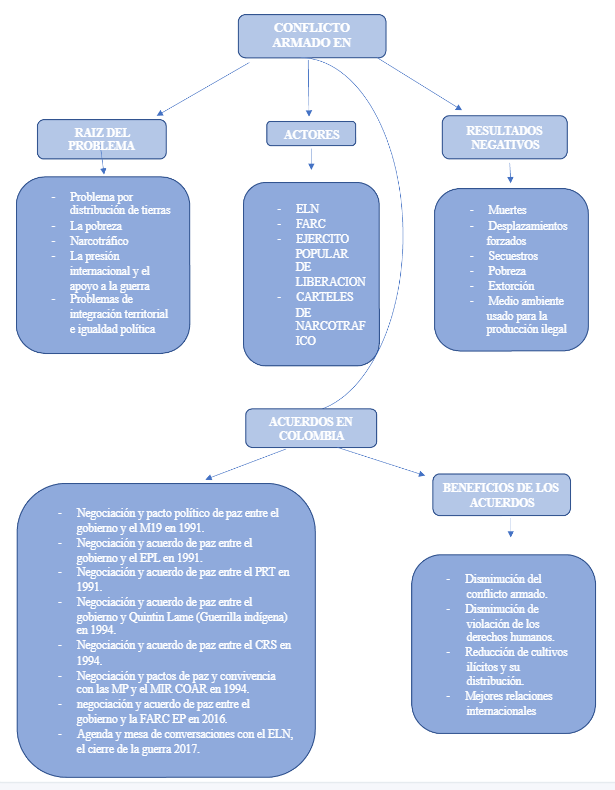 CONFLICTO
ARMADO EN
RAIZ DEL
PROBLEMA
ACTORES
RESULTADOS
NEGATIVOS
- Problema por
distribución de tierras
- La pobreza
- Narcotráfico
- La presión
internacional y el
apoyo a la guerra
- Problemas de
integración territorial
e igualdad política
- ELN
- FARC
- EJERCITO
POPULAR
DE
LIBERACION
- CARTELES
DE
NARCOTRAF
ICO
- Muertes
- Desplazamientos
forzados
- Secuestros
- Pobreza
- Extorción
- Medio ambiente
usado para la
producción ilegal
ACUERDOS EN
COLOMBIA
- Negociación y pacto político de paz entre el
gobierno y el M19 en 1991.
- Negociación y acuerdo de paz entre el
gobierno y el EPL en 1991.
- Negociación y acuerdo de paz entre el PRT en
1991.
- Negociación y acuerdo de paz entre el
gobierno y Quintin Lame (Guerrilla indígena)
en 1994.
- Negociación y acuerdo de paz entre el CRS en
1994.
- Negociación y pactos de paz y convivencia
con las MP y el MIR COAR en 1994.
- negociación y acuerdo de paz entre el
gobierno y la FARC EP en 2016.
- Agenda y mesa de conversaciones con el ELN,
el cierre de la guerra 2017.
BENEFICIOS DE LOS
ACUERDOS
- Disminución del
conflicto armado.
- Disminución de
violación de los
derechos humanos.
- Reducción de cultivos
ilícitos y su
distribución.
- Mejores relaciones
internacionales